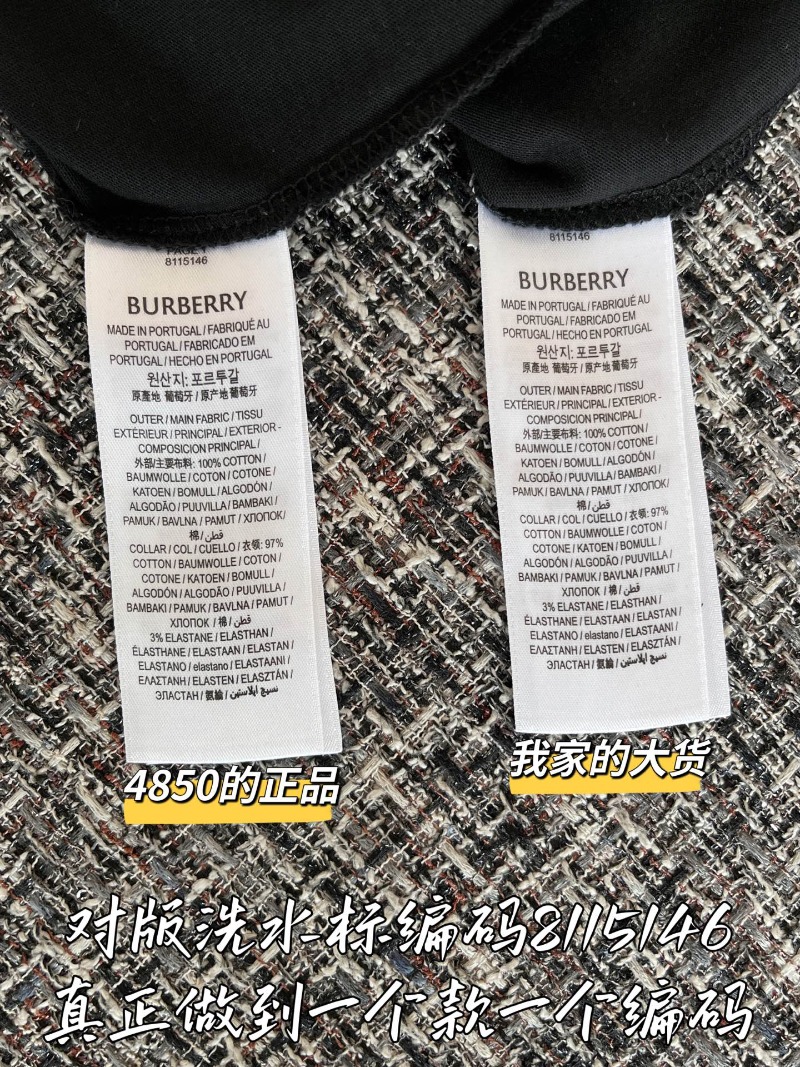 PAGE 1
8115146
BURBERRY
MADE IN PORTUGAL / FABRIQUÉ AU
PORTUGAL / FABRICADO EM
PORTUGAL / HECHO EN PORTUGAL
원산지: 포르투갈
原產地 葡萄牙 / 原产地 葡萄牙
OUTER / MAIN FABRIC / TISSU
EXTÉRIEUR / PRINCIPAL / EXTERIOR -
COMPOSICION PRINCIPAL /
外部/主要布料: 100% COTTON /
BAUMWOLLE / COTON / COTONE /
KATOEN / BOMULL / ALGODÓN /
ALGODÃO / PUUVILLA / BAMBAKI /
PAMUK / BAVLNA / PAMUT / ХЛОПОК/
棉 / قطن
COLLAR / COL / CUELLO / 衣领: 97%
COTTON / BAUMWOLLE / COTON /
COTONE / KATOEN / BOMULL /
ALGODÓN / ALGODÃO / PUUVILLA /
BAMBAKI / PAMUK / BAVLNA / PAMUT /
ХЛОПОК / 棉 / قطن
3% ELASTANE / ELASTHAN /
ÉLASTHANE / ELASTAAN / ELASTAN /
ELASTANO / elastano / ELASTAANI /
ΕΛΑΣΤΑΝΗ / ELASTEN / ELASZTÁN /
ЭЛАСТАН / 氨綸 / نسيج ايلاستين
8115146
BURBERRY
MADE IN PORTUGAL / FABRIQUÉ AU
PORTUGAL / FABRICADO EM
PORTUGAL / HECHO EN PORTUGAL
원산지: 포르투갈
原產地 葡萄牙 / 原产地 葡萄牙
OUTER / MAIN FABRIC / TISSU
EXTÉRIEUR / PRINCIPAL / EXTERIOR -
COMPOSICION PRINCIPAL /
外部/主要布料: 100% COTTON /
BAUMWOLLE / COTON / COTONE /
KATOEN / BOMULL / ALGODÓN /
ALGODÃO / PUUVILLA / BAMBAKI /
PAMUK / BAVLNA / PAMUT / ХЛОПОК/
棉 / قطن
COLLAR / COL / CUELLO / 衣领: 97%
COTTON / BAUMWOLLE / COTON /
COTONE / KATOEN / BOMULL /
ALGODÓN / ALGODÃO / PUUVILLA /
BAMBAKI / PAMUK / BAVLNA / PAMUT /
ХЛОПОК / 棉 / قطن
3% ELASTANE / ELASTHAN /
ÉLASTHANE / ELASTAAN / ELASTAN /
ELASTANO / elastano / ELASTAANI /
ΕΛΑΣΤΑΝΗ / ELASTEN / ELASZTÁN /
ЭЛАСТАН / 氨綸 / نسيج ايلاستين
4850的正品
我家的大货
对版洗水标编码8115146
真正做到一个款一个编码